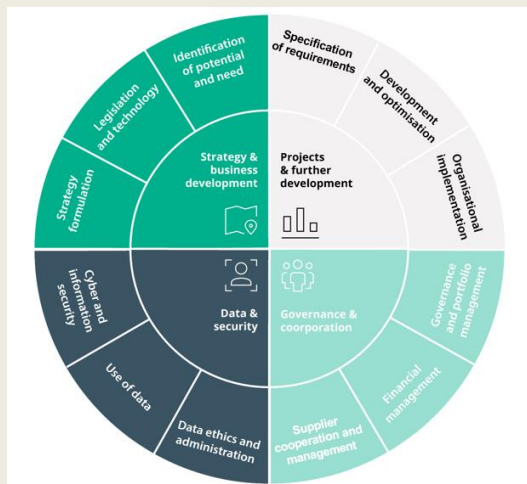 Identification
of potential
and need
Legislation
and technology
Strategy
formulation
Strategy &
business
development
Specification
of requirements
Development
and optimisation
Organisational
implementation
Projects
& further
development
Cyber and
information
security
Use of data
Data ethics and
administration
Data &
security
Governance &
coorporation
Governance
and portfolio
management
Financial
management
Supplier
cooperation and
management